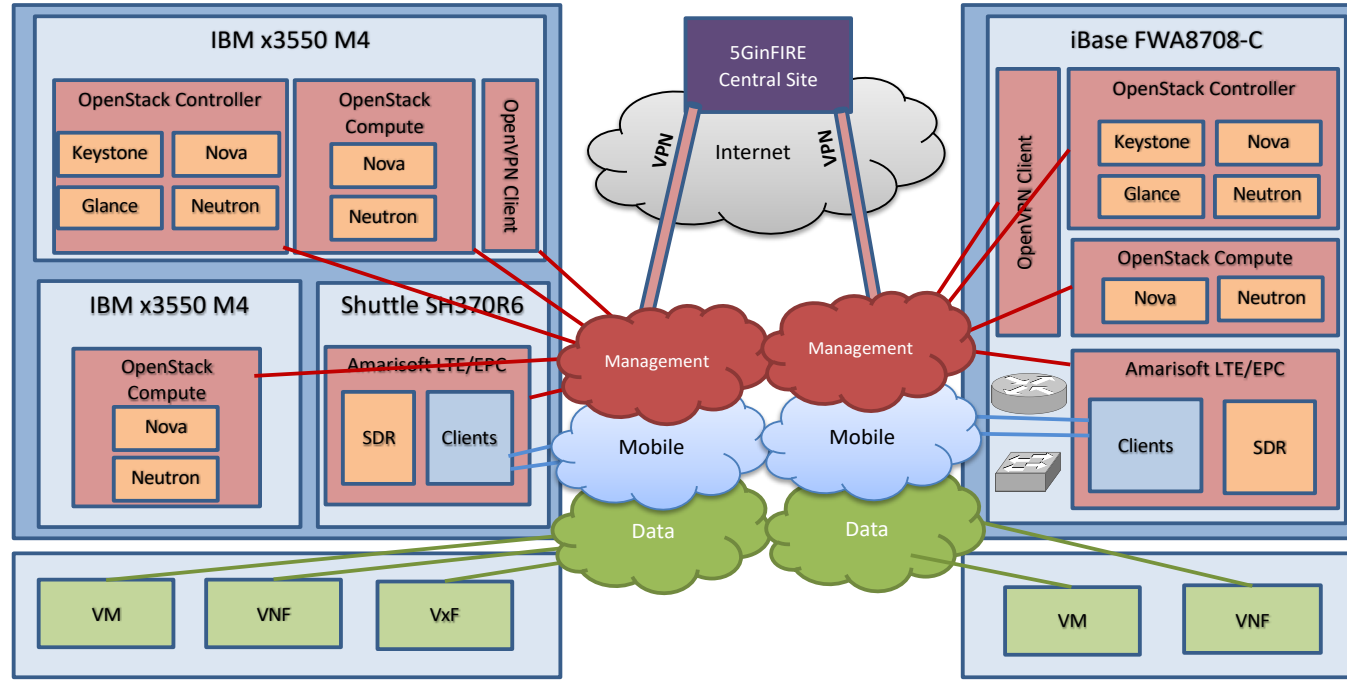 IBM x3550 M4
OpenStack Controller
Keystone
Nova
Glance
Neutron
OpenStack
Compute
Nova
Neutron
OpenVPN Client
IBM x3550 M4
OpenStack
Compute
Nova
Neutron
Shuttle SH370R6
Amarisoft LTE/EPC
SDR
Clients
VM
VNF
VxF
5GinFIRE
Central Site
VPN
Internet
VPN
Management
Management
Mobile
Mobile
Data
Data
iBase FWA8708-C
OpenVPN Client
OpenStack Controller
Keystone
Nova
Glance
Neutron
OpenStack Compute
Nova
Neutron
Amarisoft LTE/EPC
Clients
SDR
VM
VNF